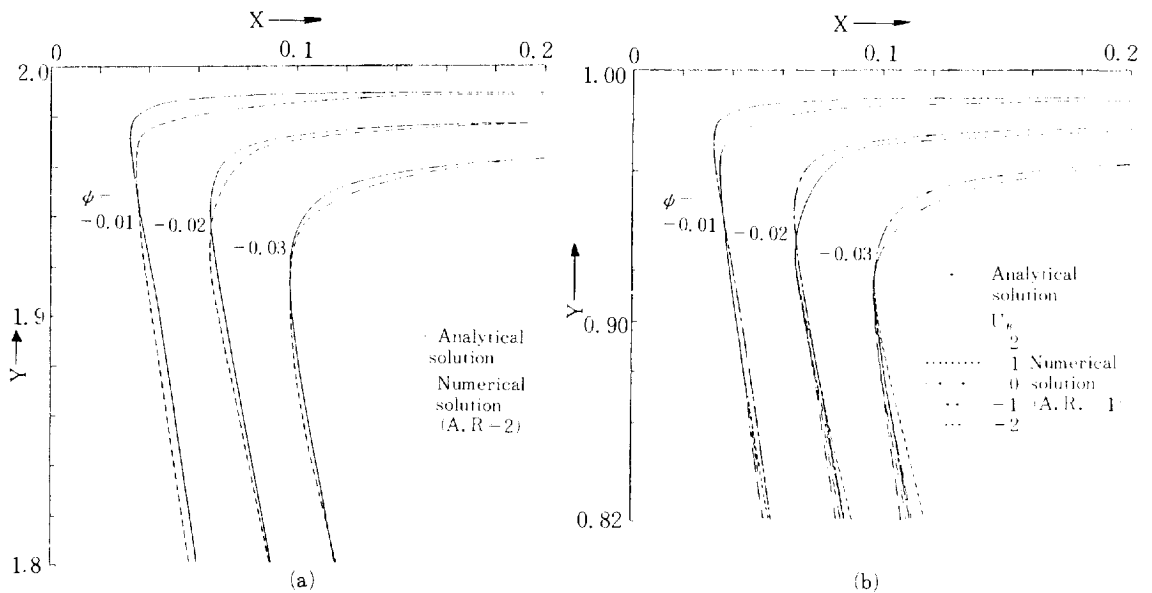 X
0 0.1 0.2
2.0
1.9
1.8
Y
ψ=
-0.01 -0.02
-0.03
Analytical
solution
Numerical
solution
(A.R=2)
(a)
X
0 0.1 0.2
1.00
0.90
0.82
Y
ψ=
-0.01 -0.02
-0.03
Analytical
solution
2
1 Numerical
0 solution
-1 (A.R. 1)
-2
(b)